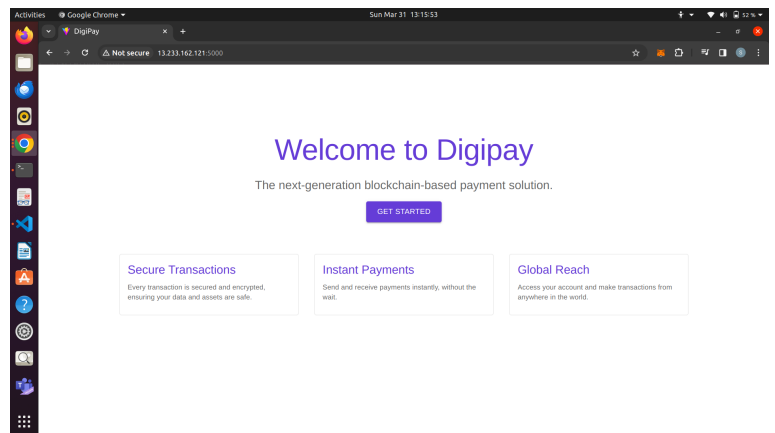 Activities Google Chrome Sun Mar 31 13:15:53 52 %
DigiPay
Not secure 13.233.162.121:5000
Welcome to Digipay
The next-generation blockchain-based payment solution.
GET STARTED
Secure Transactions
Every transaction is secured and encrypted,
ensuring your data and assets are safe.
Instant Payments
Send and receive payments instantly, without the
wait.
Global Reach
Access your account and make transactions from
anywhere in the world.